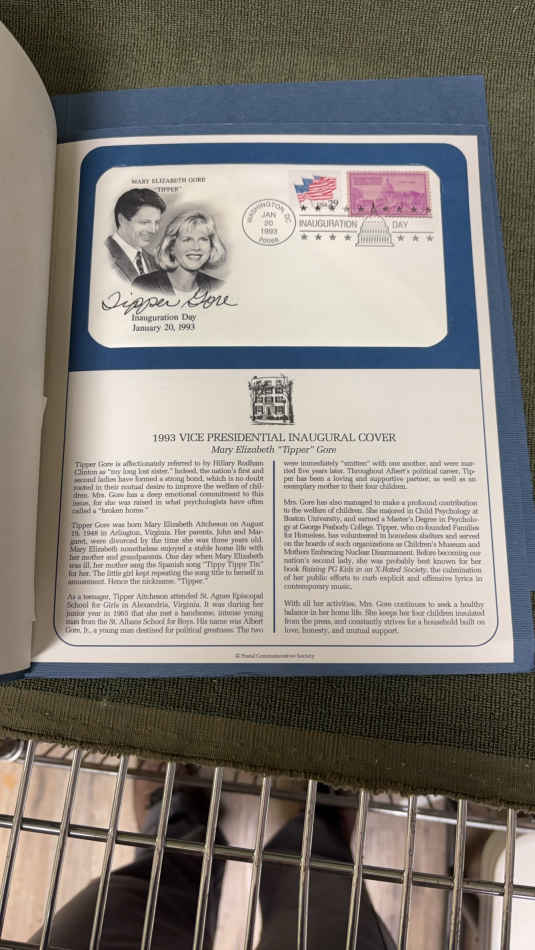 MARY ELIZABETH GORE
"TIPPER"
Tipper Gore
Inauguration Day
January 20, 1993
WASHINGTON, DC
JAN
20
1993
20066
USA 29
INAUGURATION DAY
1993 VICE PRESIDENTIAL INAUGURAL COVER
Mary Elizabeth "Tipper" Gore
Tipper Gore is affectionately referred to by Hillary Rodham
Clinton as "my long lost sister." Indeed, the nation's first and
second ladies have formed a strong bond, which is no doubt
rooted in their mutual desire to improve the welfare of chil-
dren. Mrs. Gore has a deep emotional commitment to this
issue, for she was raised in what psychologists have often
called a "broken home."
Tipper Gore was born Mary Elizabeth Aitcheson on August
19, 1948 in Arlington, Virginia. Her parents, John and Mar-
garet, were divorced by the time she was three years old.
Mary Elizabeth nonetheless enjoyed a stable home life with
her mother and grandparents. One day when Mary Elizabeth
was ill, her mother sang the Spanish song "Tippy Tippy Tin"
for her. The little girl kept repeating the song title to herself in
amusement. Hence the nickname, "Tipper."
As a teenager, Tipper Aitcheson attended St. Agnes Episcopal
School for Girls in Alexandria, Virginia. It was during her
junior year in 1965 that she met a handsome, intense young
man from the St. Albans School for Boys. His name was Albert
Gore, Jr., a young man destined for political greatness. The two
were immediately "smitten" with one another, and were mar-
ried five years later. Throughout Albert's political career, Tip-
per has been a loving and supportive partner, as well as an
exemplary mother to their four children.
Mrs. Gore has also managed to make a profound contribution
to the welfare of children. She majored in Child Psychology at
Boston University, and earned a Master's Degree in Psycholo-
gy at George Peabody College. Tipper, who co-founded Families
for Homeless, has volunteered in homeless shelters and served
on the boards of such organizations as Children's Museum and
Mothers Embracing Nuclear Disarmament. Before becoming our
nation's second lady, she was probably best known for her
book Raising PG Kids in an X-Rated Society, the culmination
of her public efforts to curb explicit and offensive lyrics in
contemporary music.
With all her activities, Mrs. Gore continues to seek a healthy
balance in her home life. She keeps her four children insulated
from the press, and constantly strives for a household built on
love, honesty, and mutual support.
© Postal Commemorative Society